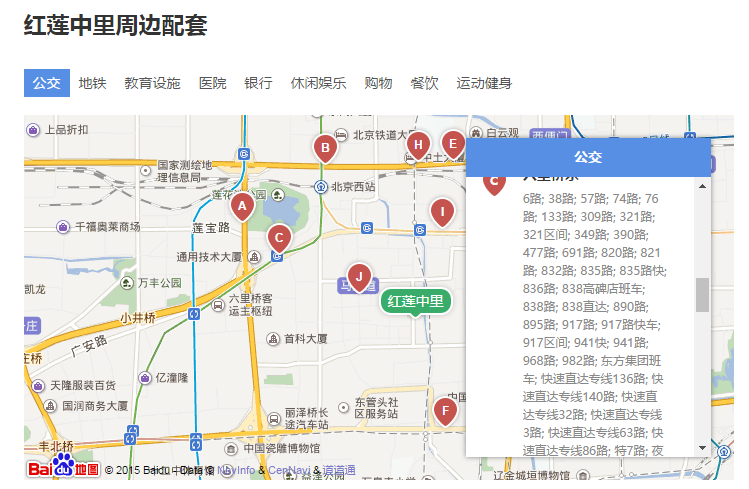 红莲中里周边配套
公交 地铁 教育设施 医院 银行 休闲娱乐 购物 餐饮 运动健身
上品折扣
国家测绘地
理信息局
B
北京铁道大厦
H
E
白云观
北京西站
莲花池公园
A
I
千禧奥莱商场
莲宝路
C
通用技术大厦
J
万丰公园
红莲中里
凯龙
六里桥客
运主枢纽
小井桥
广安路
首科大厦
庄
庄桥
天隆服装百货
亿潼隆
国润商务大厦
东管头社
区服务站
F
丽泽桥长
途汽车站
丰北桥
中国瓷砖博物馆
辽金城垣博物馆
公交
C
6路; 38路; 57路; 74路; 76
路; 133路; 309路; 321路;
321区间; 349路; 390路;
477路; 691路; 820路; 821
路; 832路; 835路; 835路快;
836路; 838高碑店班车;
838路; 838直达; 890路;
895路; 917路; 917路快车;
917区间; 941快; 941路;
968路; 982路; 东方集团班
车; 快速直达专线136路; 快
速直达专线140路; 快速直
达专线32路; 快速直达专线
3路; 快速直达专线63路; 快
速直达专线86路; 特7路; 夜
Bai du 地图
© 2015 Baidu - Data © NavInfo & CenNavi & 道道通